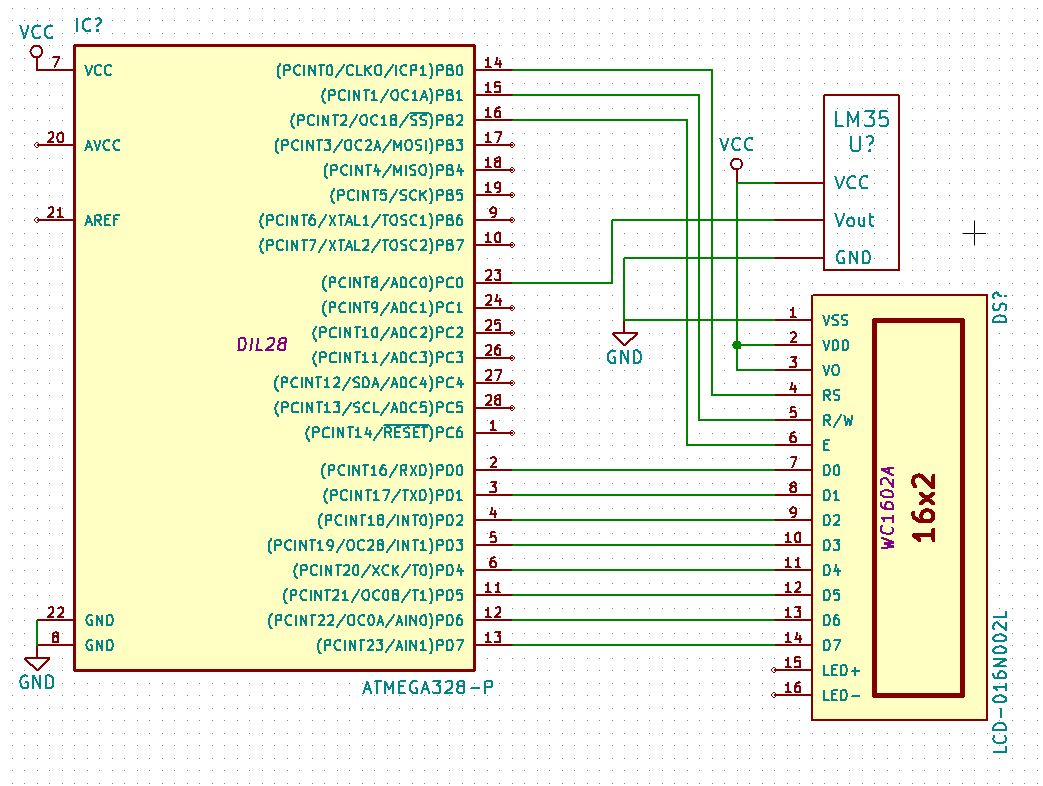 VCC
IC?
7 VCC
20 AVCC
21 AREF
22 GND
8 GND
GND
DIL28
ATMEGA328-P
(PCINT0/CLKO/ICP1)PB0 14
(PCINT1/OC1A)PB1 15
(PCINT2/OC1B/SS)PB2 16
(PCINT3/OC2A/MOSI)PB3 17
(PCINT4/MISO)PB4 18
(PCINT5/SCK)PB5 19
(PCINT6/XTAL1/TOSC1)PB6 9
(PCINT7/XTAL2/TOSC2)PB7 10
(PCINT8/ADC0)PC0 23
(PCINT9/ADC1)PC1 24
(PCINT10/ADC2)PC2 25
(PCINT11/ADC3)PC3 26
(PCINT12/SDA/ADC4)PC4 27
(PCINT13/SCL/ADC5)PC5 28
(PCINT14/RESET)PC6 1
(PCINT16/RXD)PD0 2
(PCINT17/TXD)PD1 3
(PCINT18/INT0)PD2 4
(PCINT19/OC2B/INT1)PD3 5
(PCINT20/XCK/T0)PD4 6
(PCINT21/OC0B/T1)PD5 11
(PCINT22/OC0A/AIN0)PD6 12
(PCINT23/AIN1)PD7 13
VCC
GND
LM35
U?
VCC
Vout
GND
DS?
1 VSS
2 VDD
3 VO
4 RS
5 R/W
6 E
7 D0
8 D1
9 D2
10 D3
11 D4
12 D5
13 D6
14 D7
15 LED+
16 LED-
WC1602A
16x2
LCD-016N002L